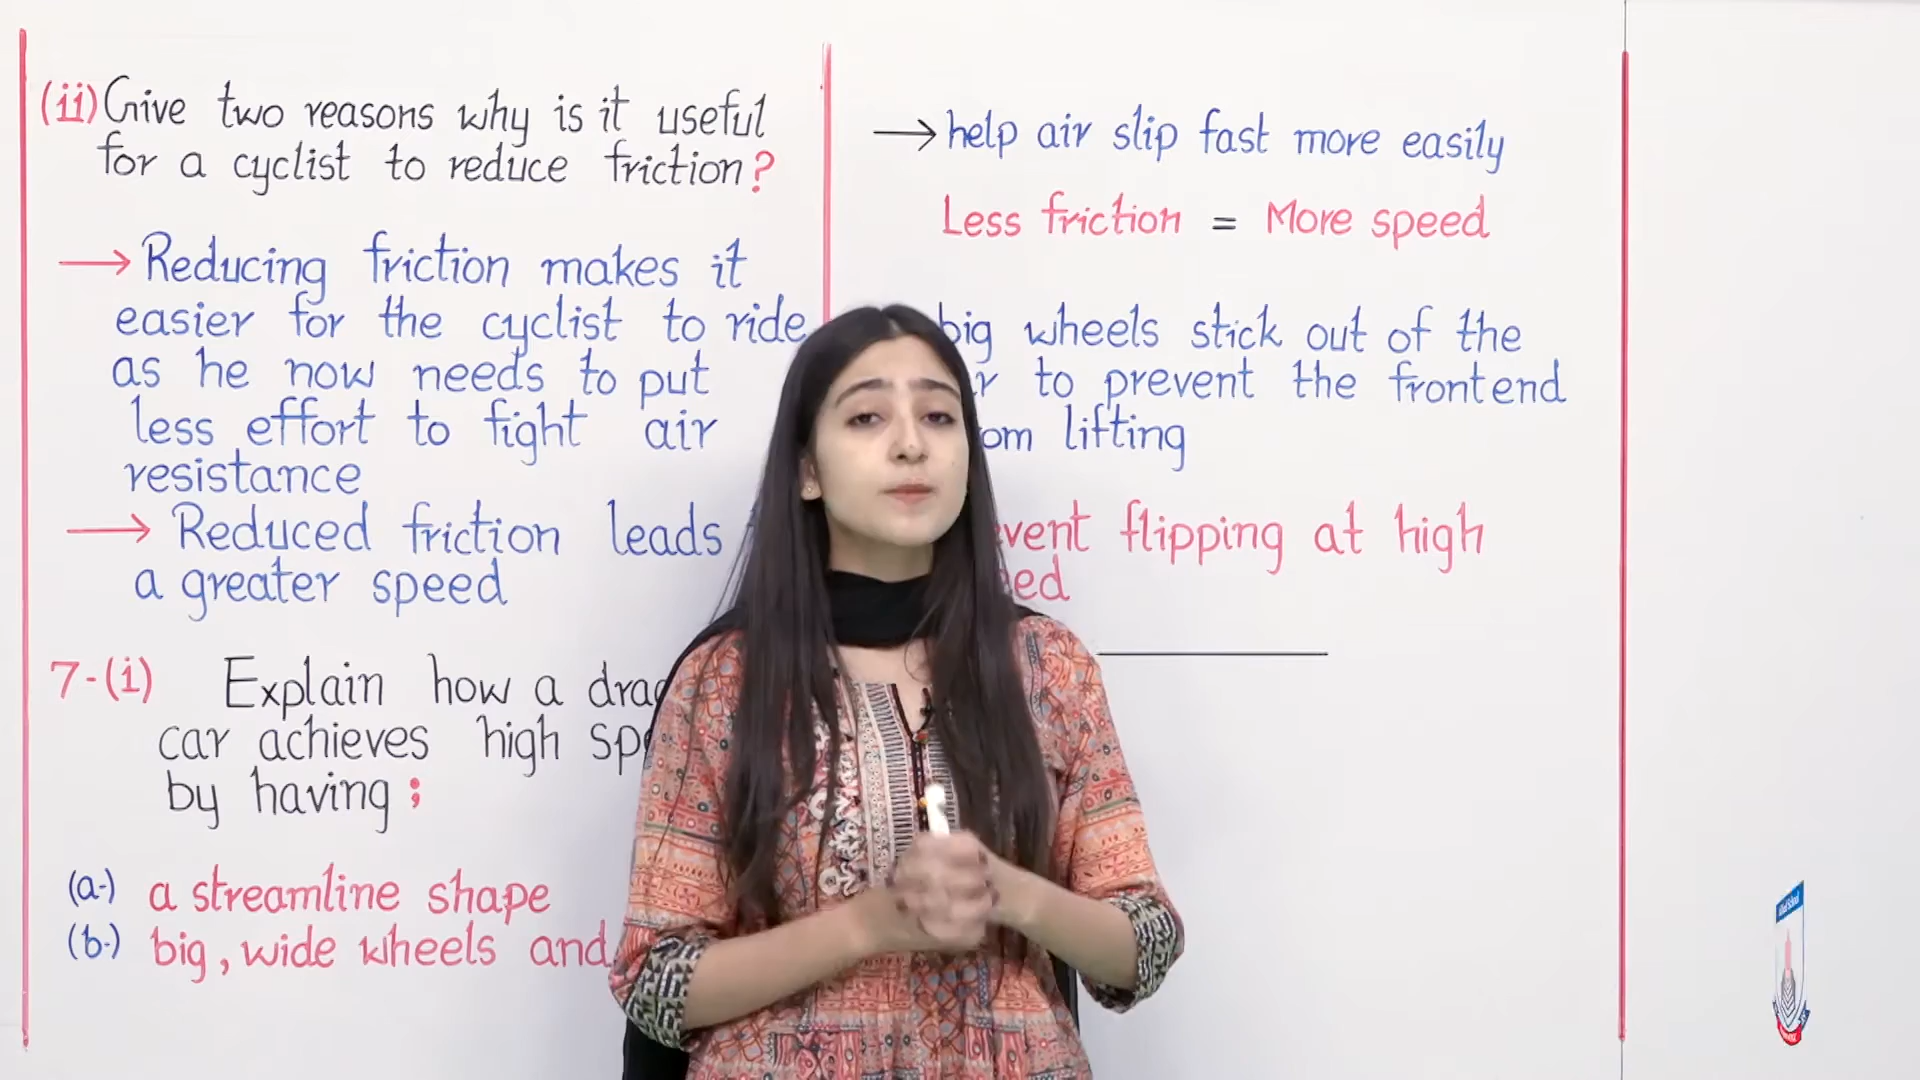 (ii) Give two reasons why is it useful
for a cyclist to reduce friction?
→ Reducing friction makes it
easier for the cyclist to ride
as he now needs to put
less effort to fight air
resistance
→ Reduced friction leads
a greater speed
7-(i) Explain how a
car achieves high
by having;
(a-) a streamline shape
(b-) big, wide wheels and
→ help air slip fast more easily
Less friction = More speed
big wheels stick out of the
to prevent the frontend
lifting
flipping at high